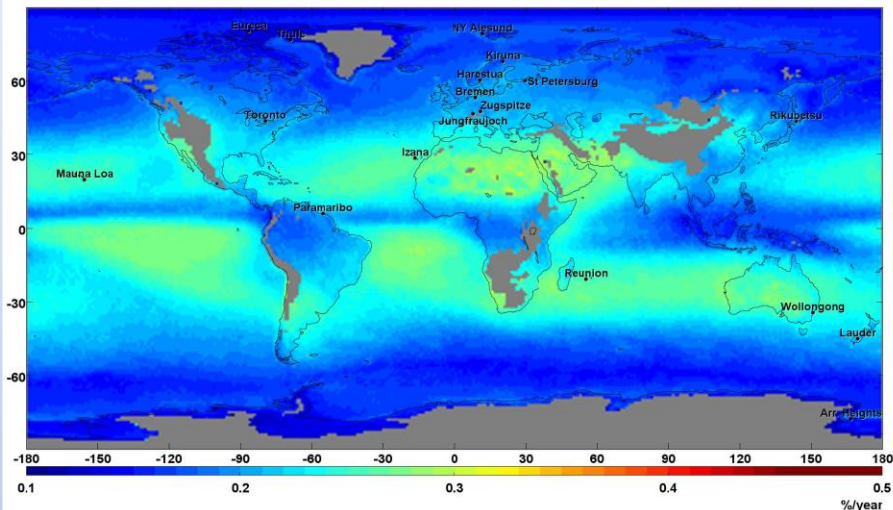 Eureca
Thule
NY Alesund
Kiruna
Harestua
St Petersburg
Bremen
Zugspitze
Jungfraujoch
Toronto
Rikubetsu
Izana
Mauna Loa
Paramaribo
Reunion
Wollongong
Lauder
Arr. Heights
60
30
0
-30
-60
-180 -150 -120 -90 -60 -30 0 30 60 90 120 150 180
0.1 0.2 0.3 0.4 0.5
%/year